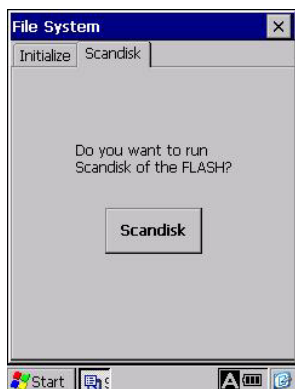 File System
Initialize Scandisk
Do you want to run
Scandisk of the FLASH?
Scandisk
Start
A